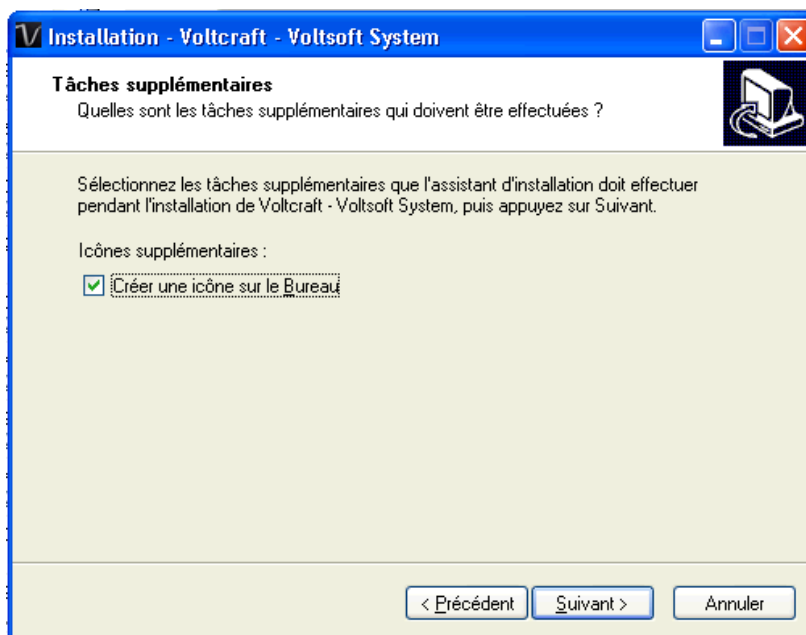 Installation - Voltcraft - Voltsoft System
Tâches supplémentaires
Quelles sont les tâches supplémentaires qui doivent être effectuées ?
Sélectionnez les tâches supplémentaires que l'assistant d'installation doit effectuer
pendant l'installation de Voltcraft - Voltsoft System, puis appuyez sur Suivant.
Icônes supplémentaires :
Créer une icône sur le Bureau
< Précédent
Suivant >
Annuler